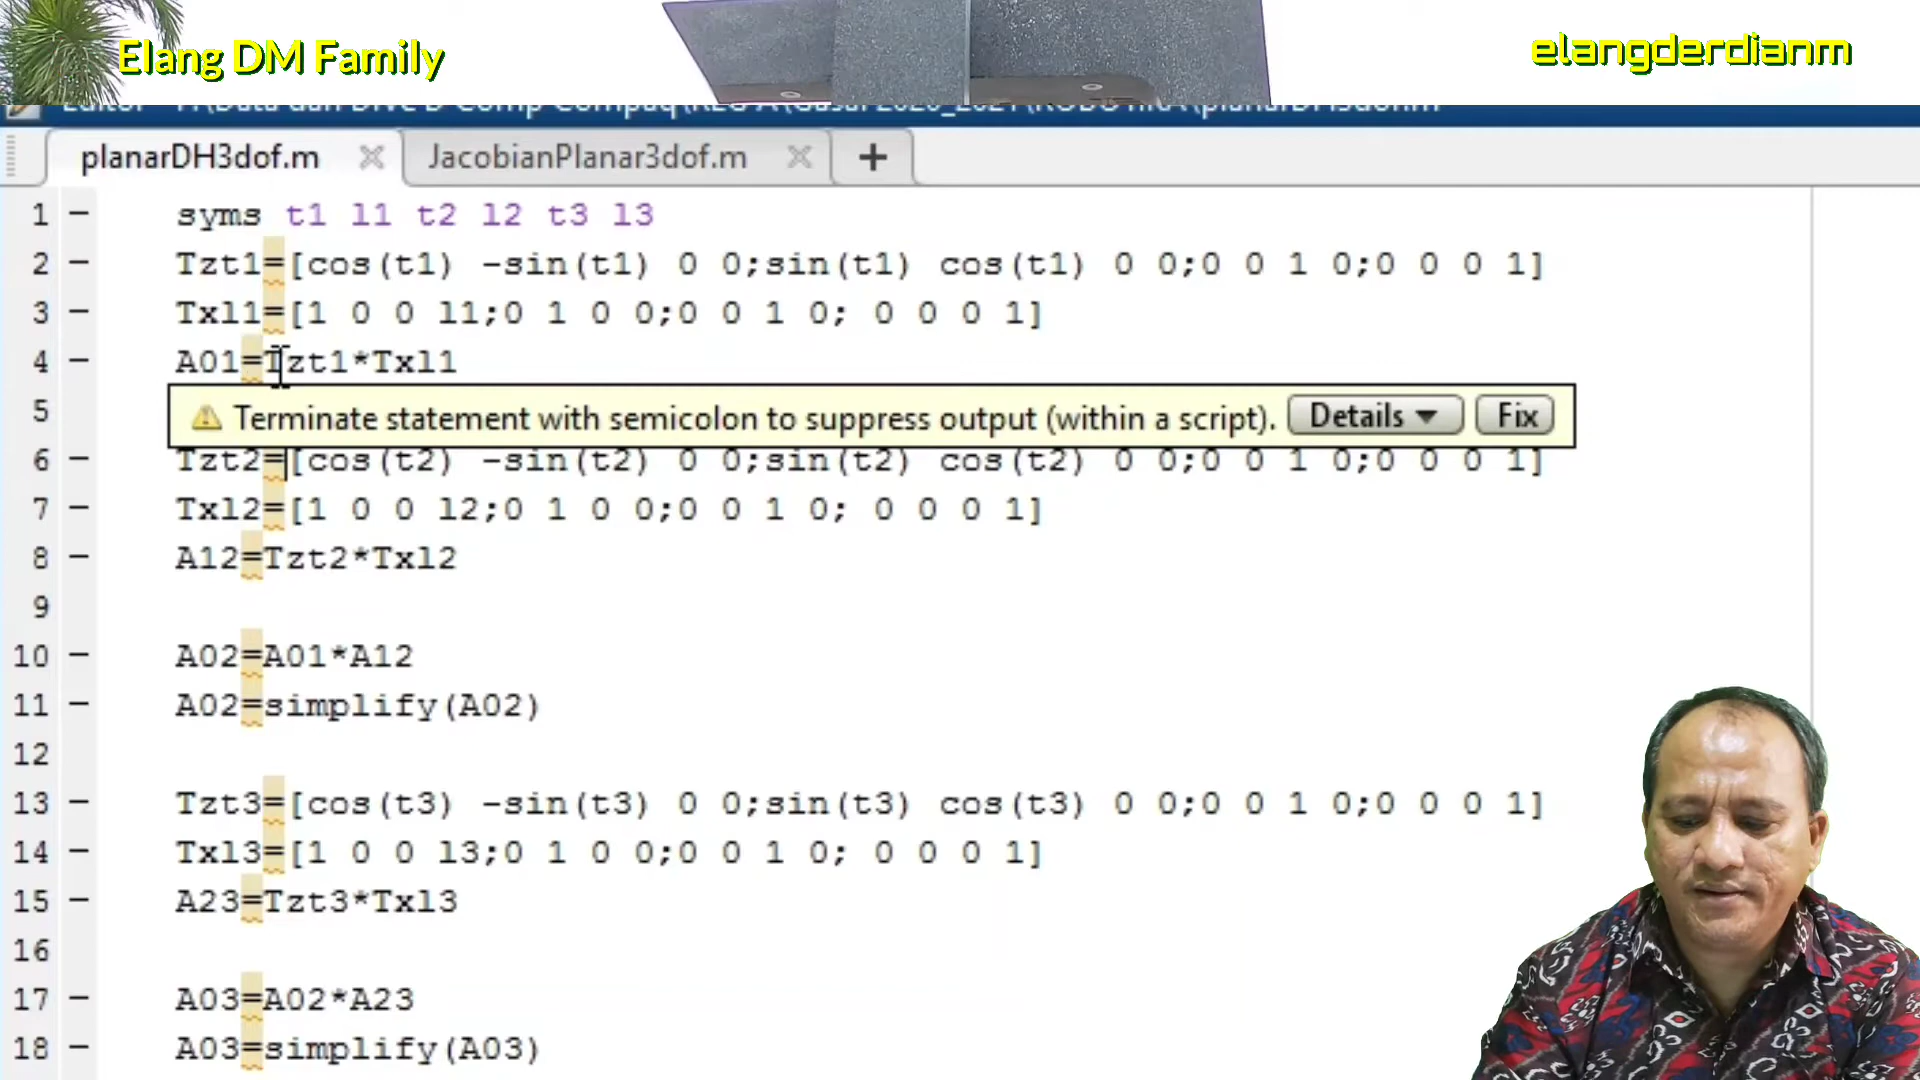 Elang DM Family
elangderdianm
planarDH3dof.m
JacobianPlanar3dof.m
1 syms t1 l1 t2 l2 t3 l3
2 Tzt1=[cos(t1) -sin(t1) 0 0;sin(t1) cos(t1) 0 0;0 0 1 0;0 0 0 1]
3 Txl1=[1 0 0 l1;0 1 0 0;0 0 1 0; 0 0 0 1]
4 A01=Tzt1*Txl1
5
Terminate statement with semicolon to suppress output (within a script). Details Fix
6 Tzt2=[cos(t2) -sin(t2) 0 0;sin(t2) cos(t2) 0 0;0 0 1 0;0 0 0 1]
7 Txl2=[1 0 0 l2;0 1 0 0;0 0 1 0; 0 0 0 1]
8 A12=Tzt2*Txl2
9
10 A02=A01*A12
11 A02=simplify(A02)
12
13 Tzt3=[cos(t3) -sin(t3) 0 0;sin(t3) cos(t3) 0 0;0 0 1 0;0 0 0 1]
14 Txl3=[1 0 0 l3;0 1 0 0;0 0 1 0; 0 0 0 1]
15 A23=Tzt3*Txl3
16
17 A03=A02*A23
18 A03=simplify(A03)